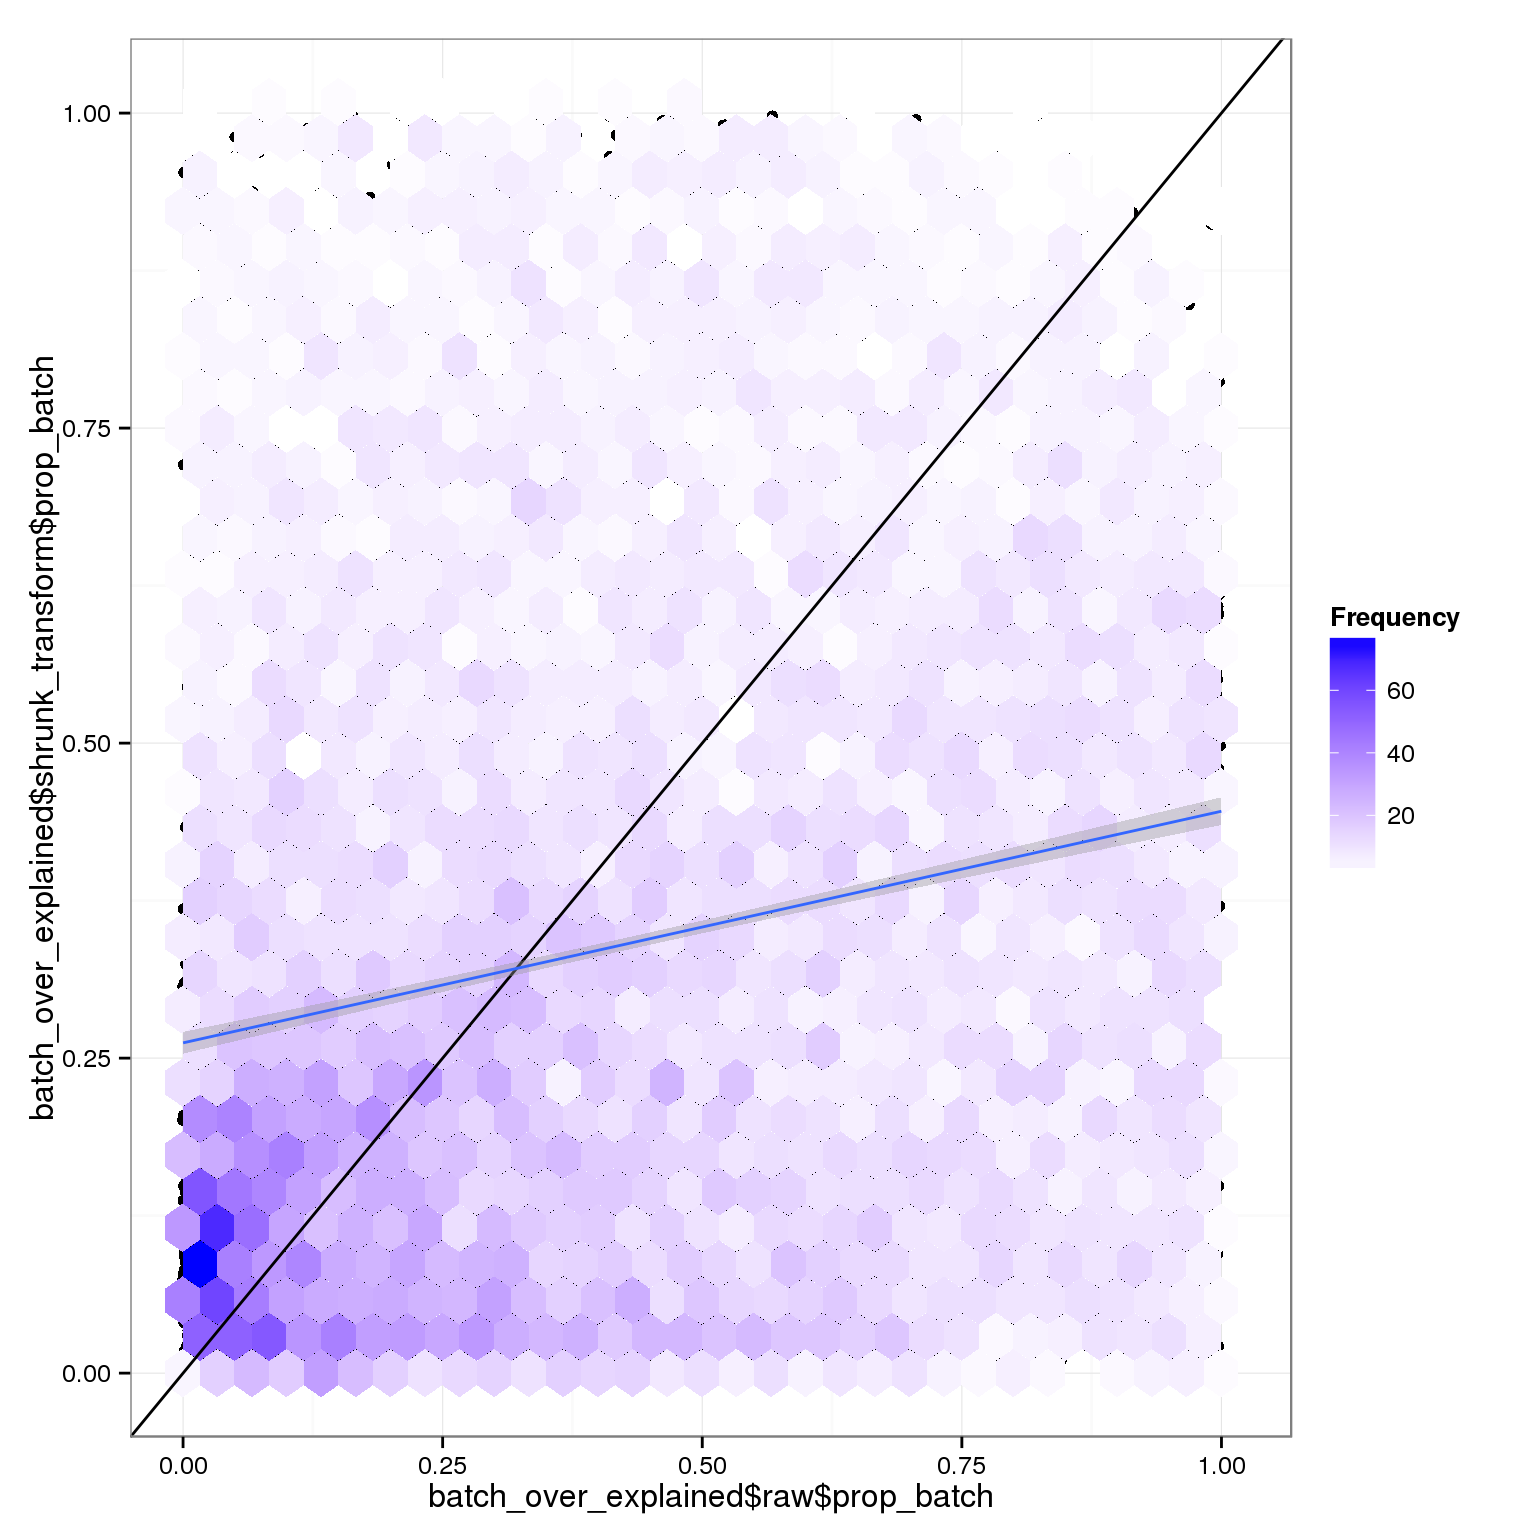 1.00
0.75
0.50
0.25
0.00
batch_over_explained$shrunk_transform$prop_batch
0.00 0.25 0.50 0.75 1.00
batch_over_explained$raw$prop_batch
Frequency
60
40
20